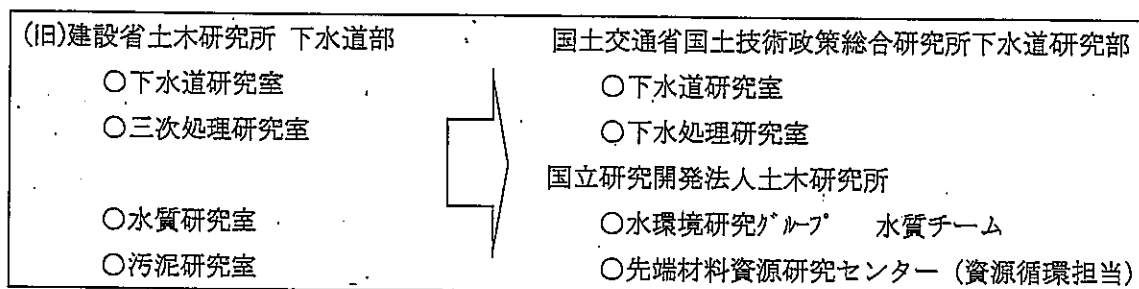 (旧)建設省土木研究所 下水道部
○下水道研究室
○三次処理研究室
○水質研究室
○汚泥研究室
国土交通省国土技術政策総合研究所下水道研究部
○下水道研究室
○下水処理研究室
国立研究開発法人土木研究所
○水環境研究グループ 水質チーム
○先端材料資源研究センター (資源循環担当)